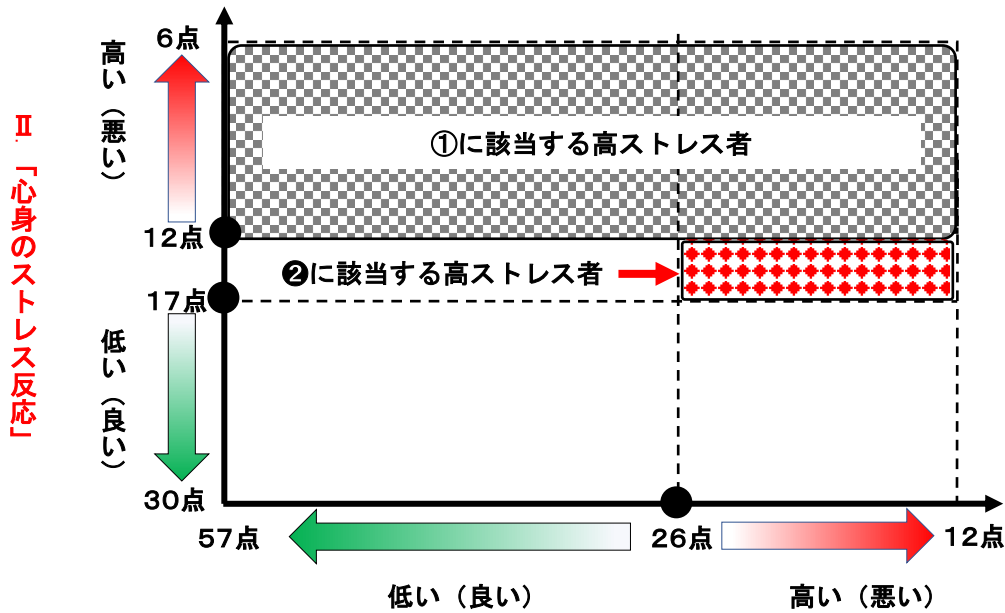 Ⅱ.「心身のストレス反応」
高い（悪い）
6点
①に該当する高ストレス者
12点
❷に該当する高ストレス者
17点
低い（良い）
30点
57点
26点
12点
低い（良い）
高い（悪い）